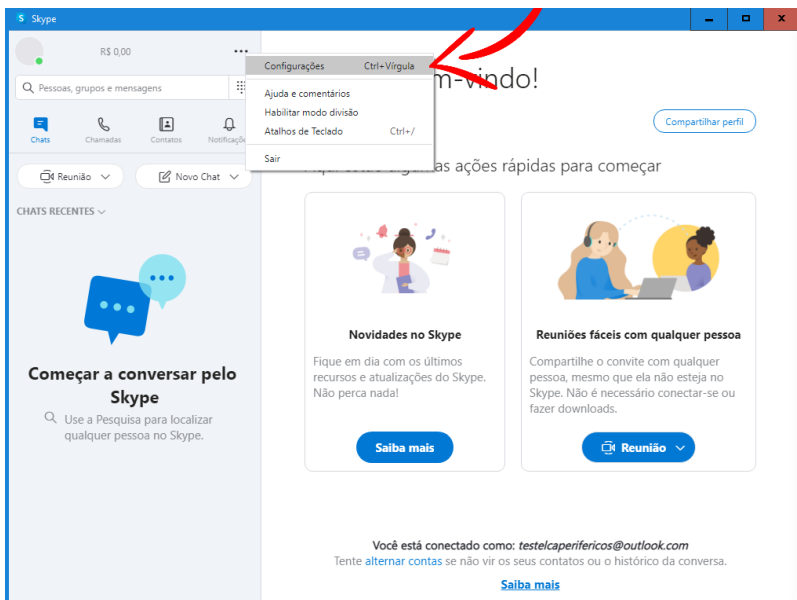 Skype
R$ 0,00
Pessoas, grupos e mensagens
Chats
Chamadas
Contatos
Notificaçõe
Reunião
Novo Chat
CHATS RECENTES
Começar a conversar pelo
Skype
Use a Pesquisa para localizar
qualquer pessoa no Skype.
Configurações Ctrl+Vírgula
Ajuda e comentários
Habilitar modo divisão
Atalhos de Teclado Ctrl+/
Sair
m-vindo!
Compartilhar perfil
as ações rápidas para começar
Novidades no Skype
Fique em dia com os últimos
recursos e atualizações do Skype.
Não perca nada!
Saiba mais
Reuniões fáceis com qualquer pessoa
Compartilhe o convite com qualquer
pessoa, mesmo que ela não esteja no
Skype. Não é necessário conectar-se ou
fazer downloads.
Reunião
Você está conectado como: testelcaperifericos@outlook.com
Tente alternar contas se não vir os seus contatos ou o histórico da conversa.
Saiba mais